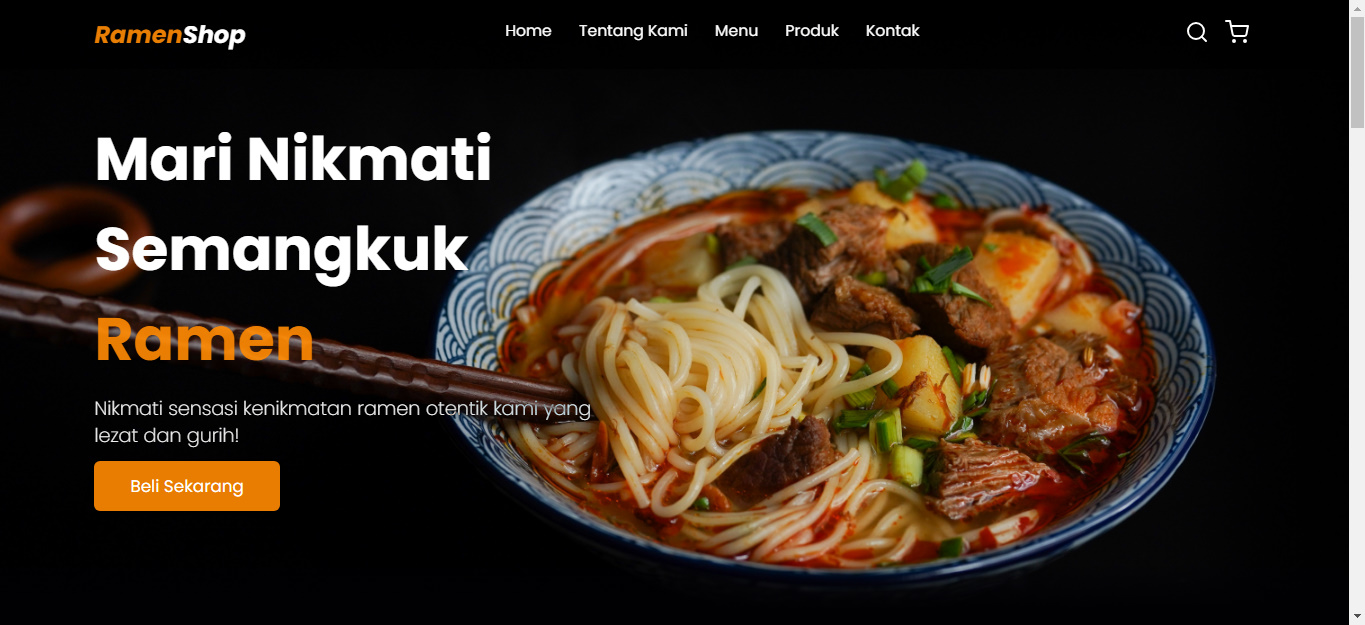 RamenShop
Home Tentang Kami Menu Produk Kontak
Mari Nikmati
Semangkuk
Ramen
Nikmati sensasi kenikmatan ramen otentik kami yang
lezat dan gurih!
Beli Sekarang